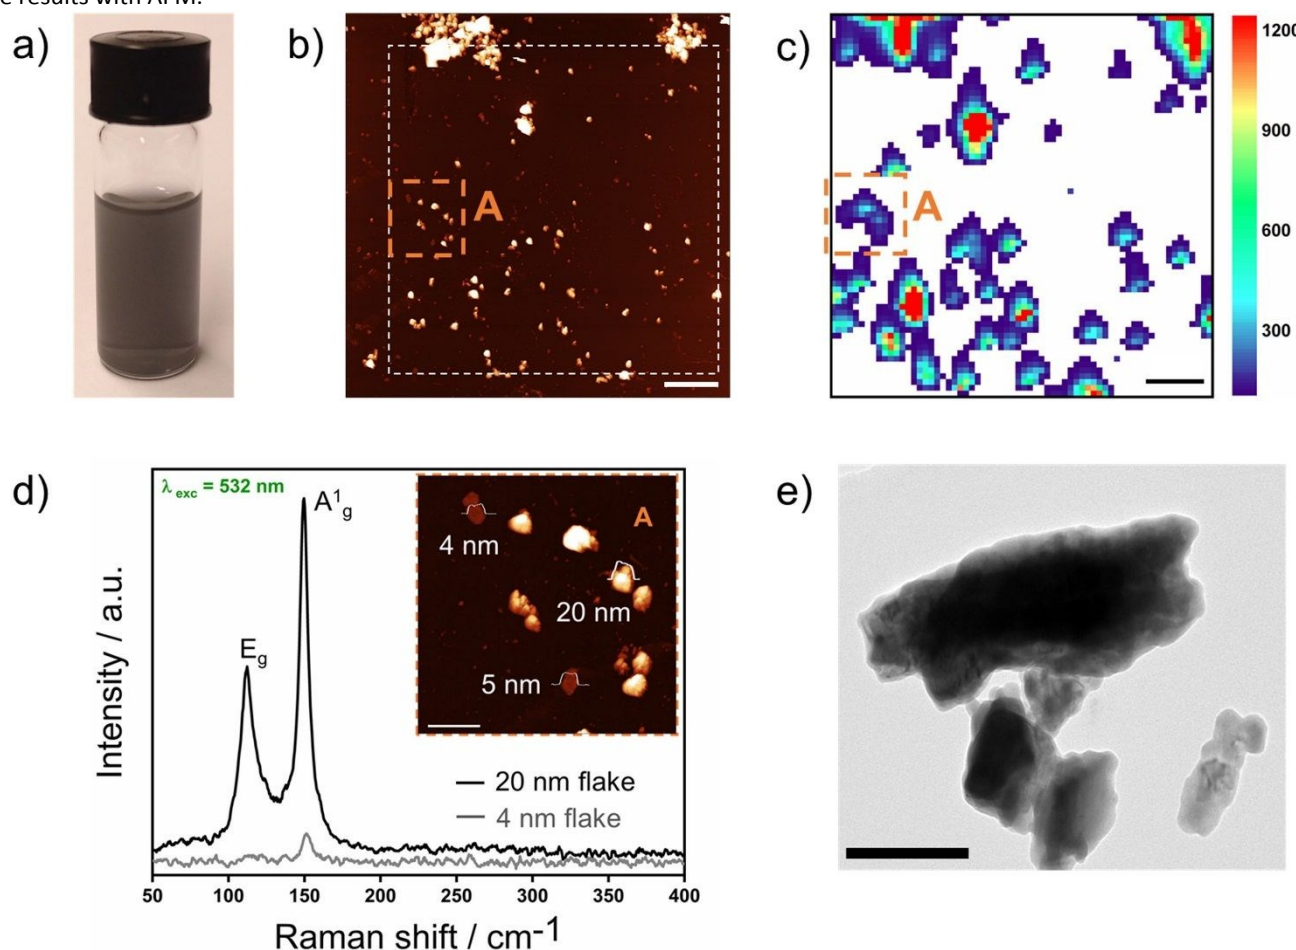 e results with AFM.
a)
b)
A
c)
A
1200
900
600
300
d)
λ exc = 532 nm
Eg
A¹g
A
4 nm
20 nm
5 nm
20 nm flake
4 nm flake
Intensity / a.u.
50 100 150 200 250 300 350 400
Raman shift / cm-1
e)